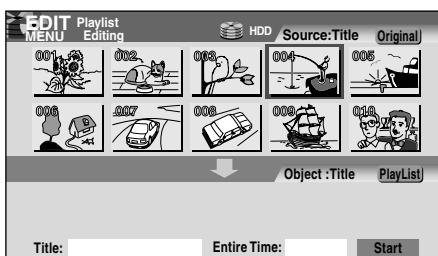 EDIT Playlist
MENU Editing
HDD Source:Title Original
001 002 003 004 005
006 007 008 009 010
Object :Title PlayList
Title: Entire Time: Start